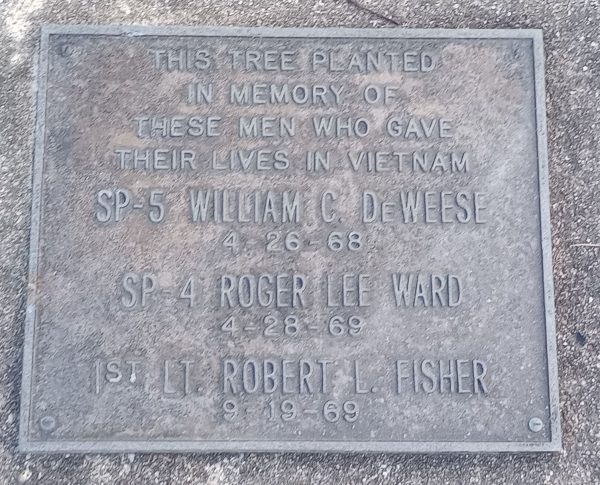 THIS TREE PLANTED
IN MEMORY OF
THESE MEN WHO GAVE
THEIR LIVES IN VIETNAM
SP-5 WILLIAM C. DeWEESE
4-26-68
SP-4 ROGER LEE WARD
4-28-69
1ST LT. ROBERT L. FISHER
9-19-69